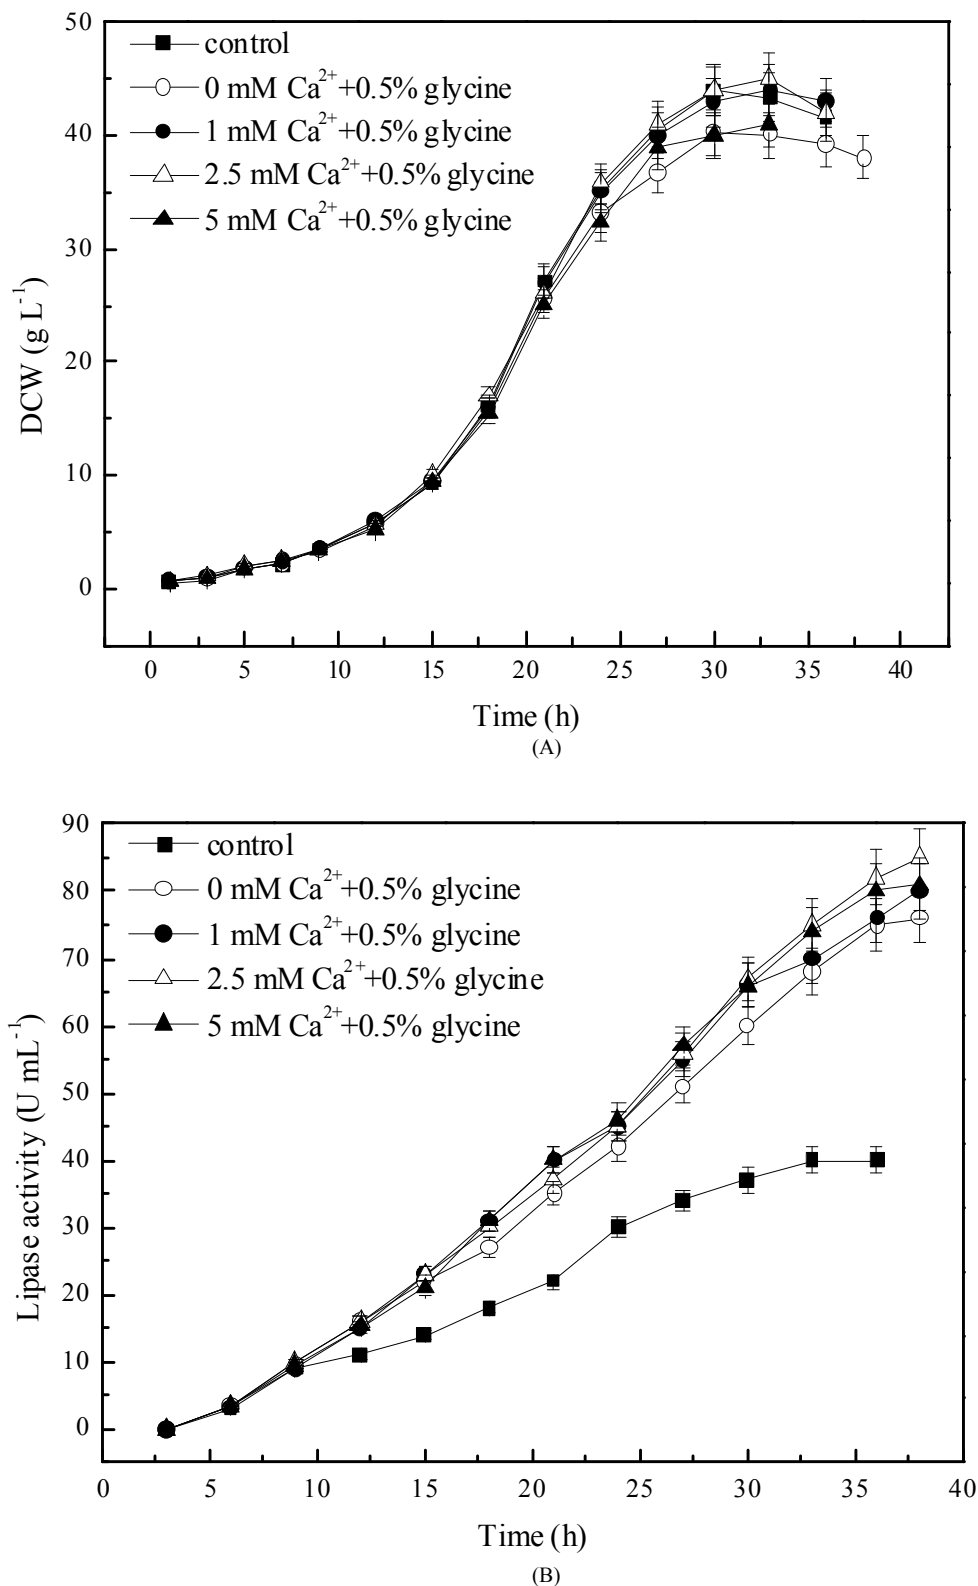 50
control
0 mM Ca²⁺+0.5% glycine
40
1 mM Ca²⁺+0.5% glycine
2.5 mM Ca²⁺+0.5% glycine
5 mM Ca²⁺+0.5% glycine
30
DCW (g L⁻¹)
20
10
0
0 5 10 15 20 25 30 35 40
Time (h)
(A)
90
control
80
0 mM Ca²⁺+0.5% glycine
1 mM Ca²⁺+0.5% glycine
70
2.5 mM Ca²⁺+0.5% glycine
5 mM Ca²⁺+0.5% glycine
60
50
Lipase activity (U mL⁻¹)
40
30
20
10
0
0 5 10 15 20 25 30 35 40
Time (h)
(B)